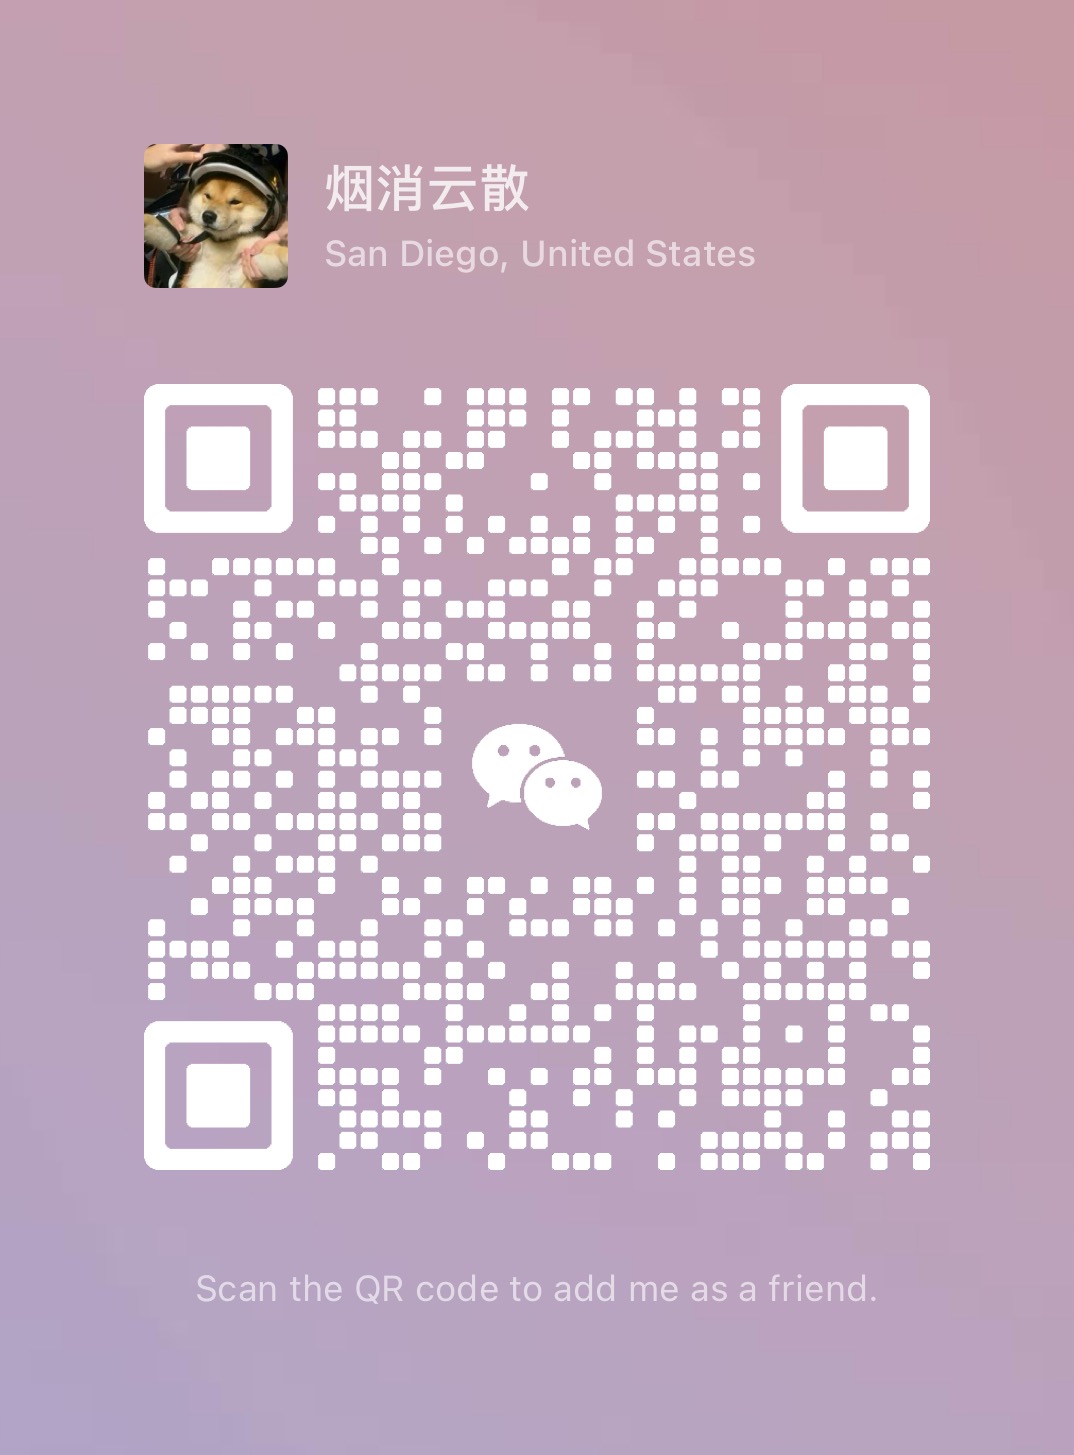 烟消云散
San Diego, United States
Scan the QR code to add me as a friend.